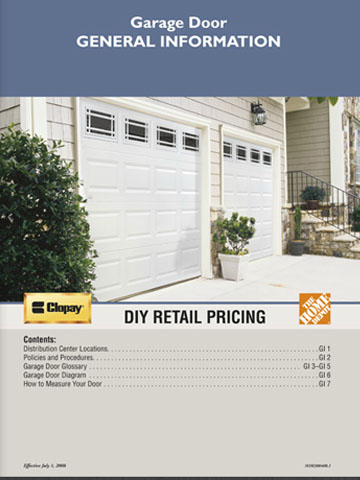 Garage Door
GENERAL INFORMATION
Clopay
DIY RETAIL PRICING
THE HOME DEPOT
Contents:
Distribution Center Locations. . . . . . . . . . . . . . . . . . . . . . . . . . . . . . . GI 1
Policies and Procedures. . . . . . . . . . . . . . . . . . . . . . . . . . . . . . . . . . . GI 2
Garage Door Glossary . . . . . . . . . . . . . . . . . . . . . . . . . . . . . . . . GI 3–GI 5
Garage Door Diagram . . . . . . . . . . . . . . . . . . . . . . . . . . . . . . . . . . . . GI 6
How to Measure Your Door . . . . . . . . . . . . . . . . . . . . . . . . . . . . . . . . GI 7
Effective July 1, 2008